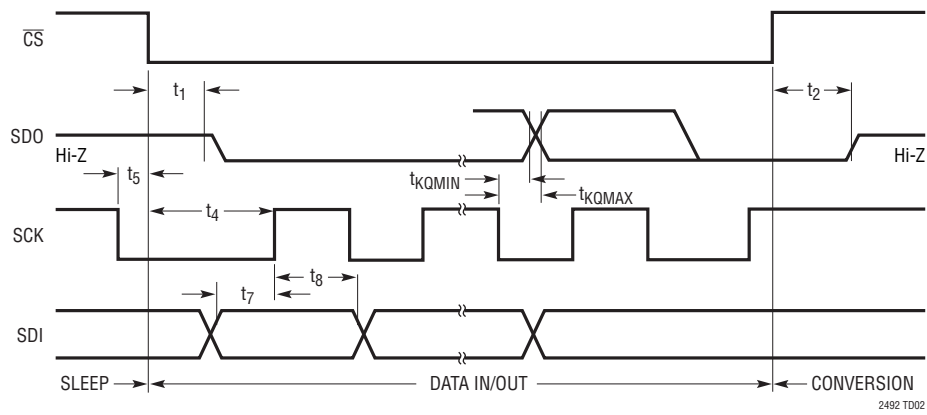 CS
t1
t2
SDO
Hi-Z
Hi-Z
t5
tKQMIN
tKQMAX
t4
SCK
t8
t7
SDI
SLEEP
DATA IN/OUT
CONVERSION
2492 TD02